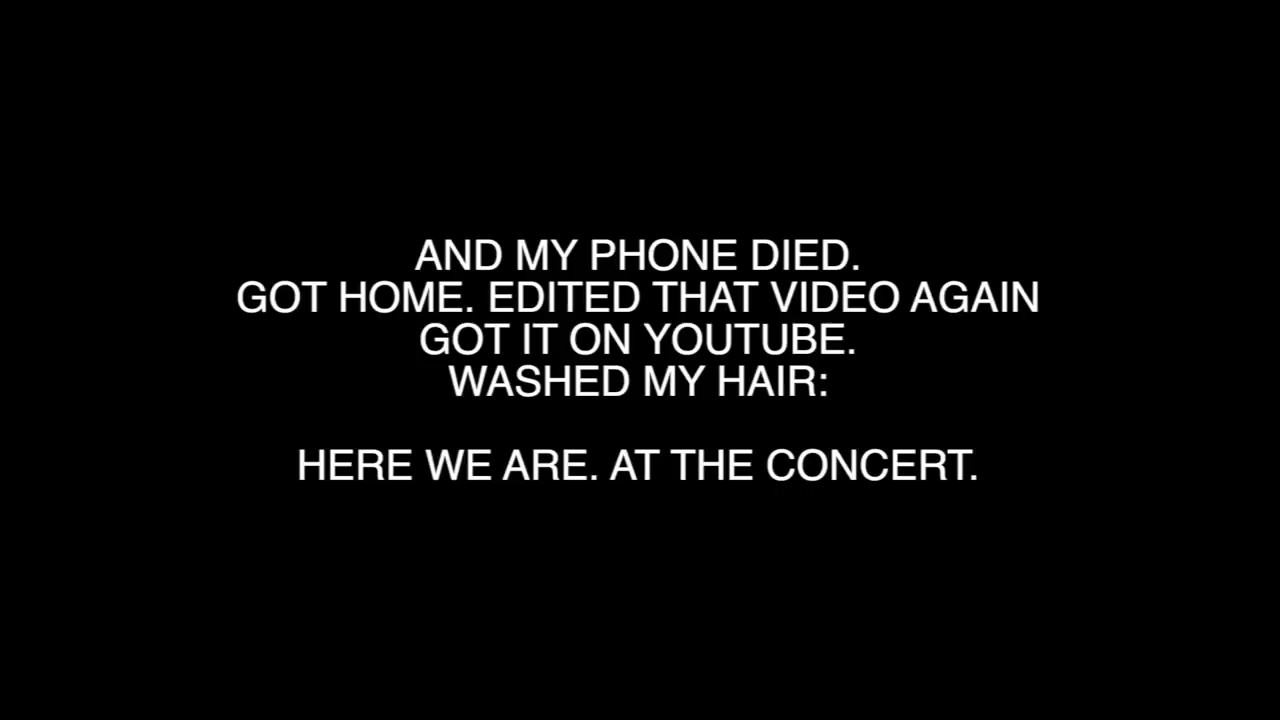 AND MY PHONE DIED.
GOT HOME. EDITED THAT VIDEO AGAIN
GOT IT ON YOUTUBE.
WASHED MY HAIR:
HERE WE ARE. AT THE CONCERT.